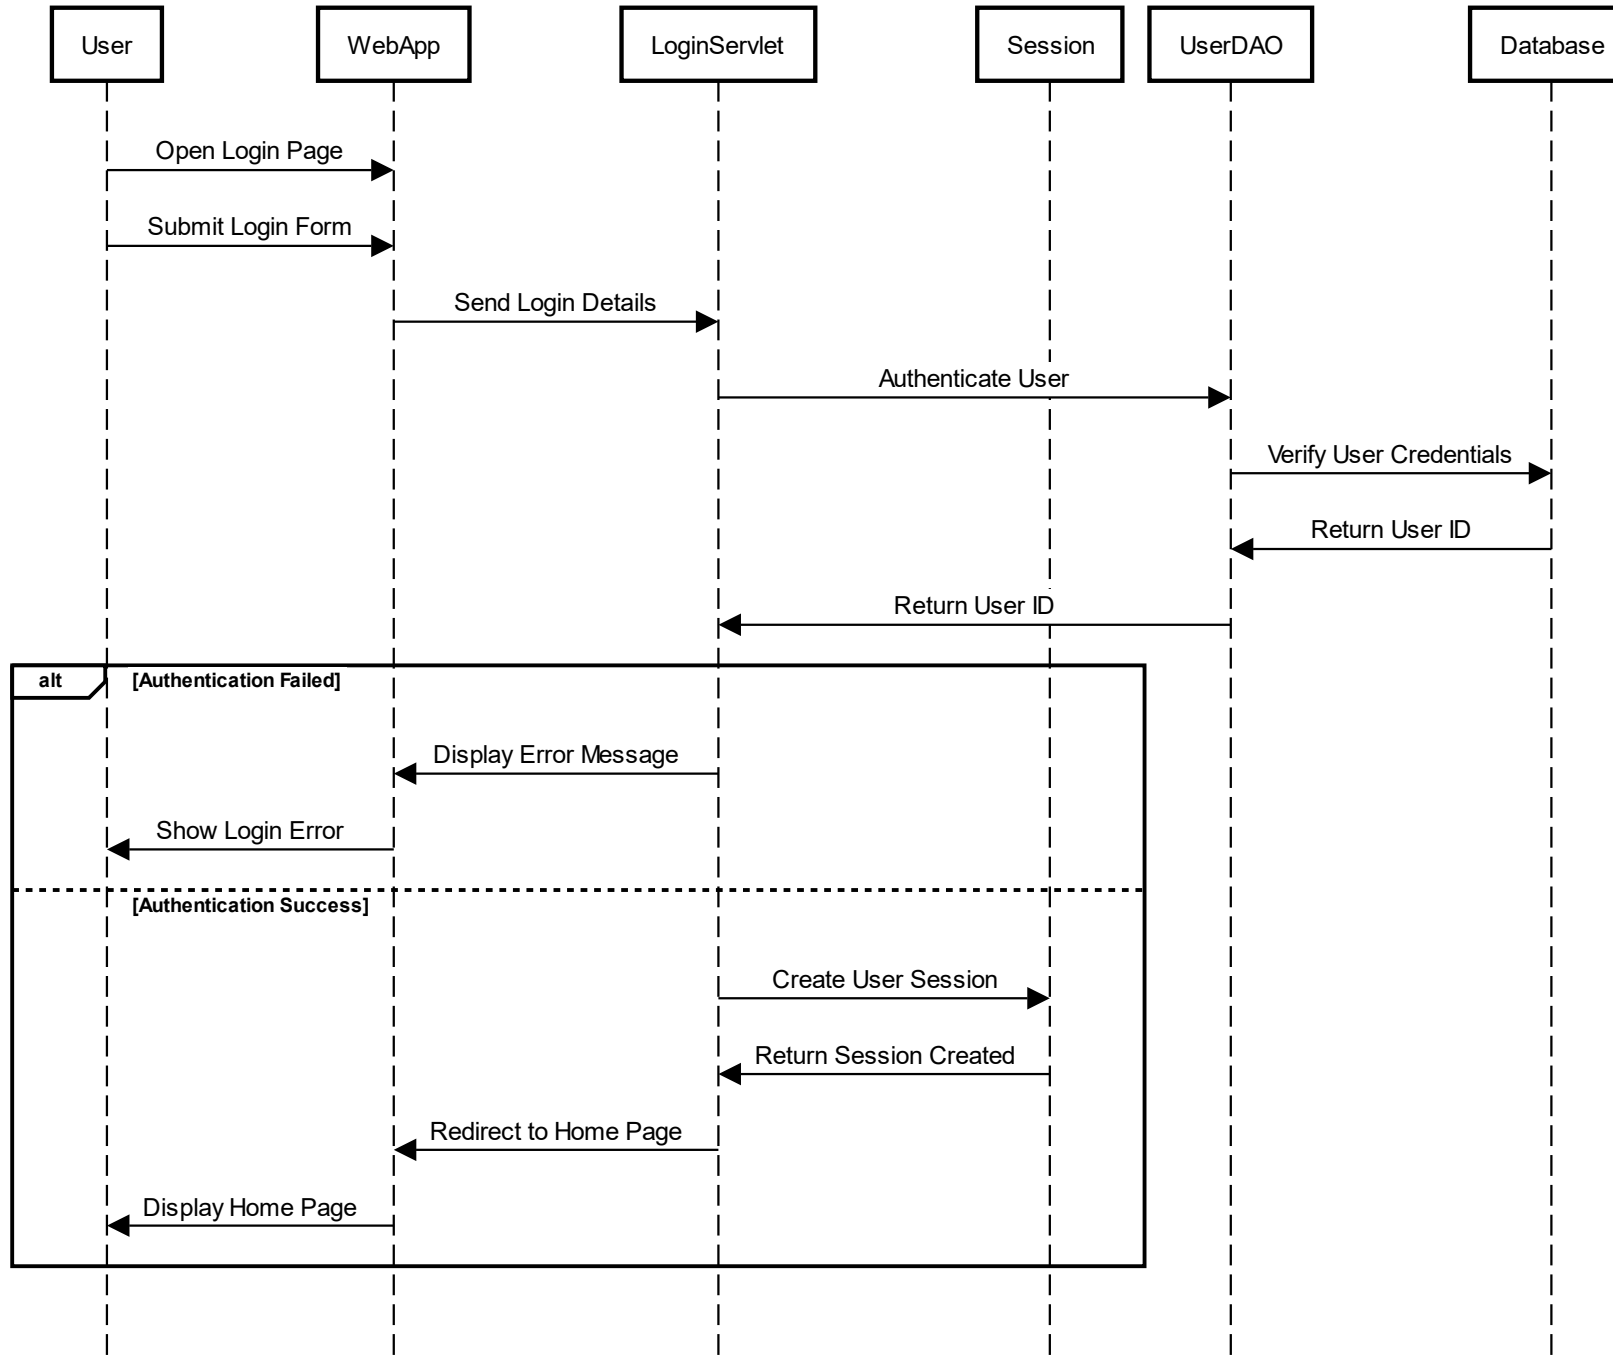 User
WebApp
LoginServlet
Session
UserDAO
Database
Open Login Page
Submit Login Form
Send Login Details
Authenticate User
Verify User Credentials
Return User ID
Return User ID
alt
[Authentication Failed]
Display Error Message
Show Login Error
[Authentication Success]
Create User Session
Return Session Created
Redirect to Home Page
Display Home Page